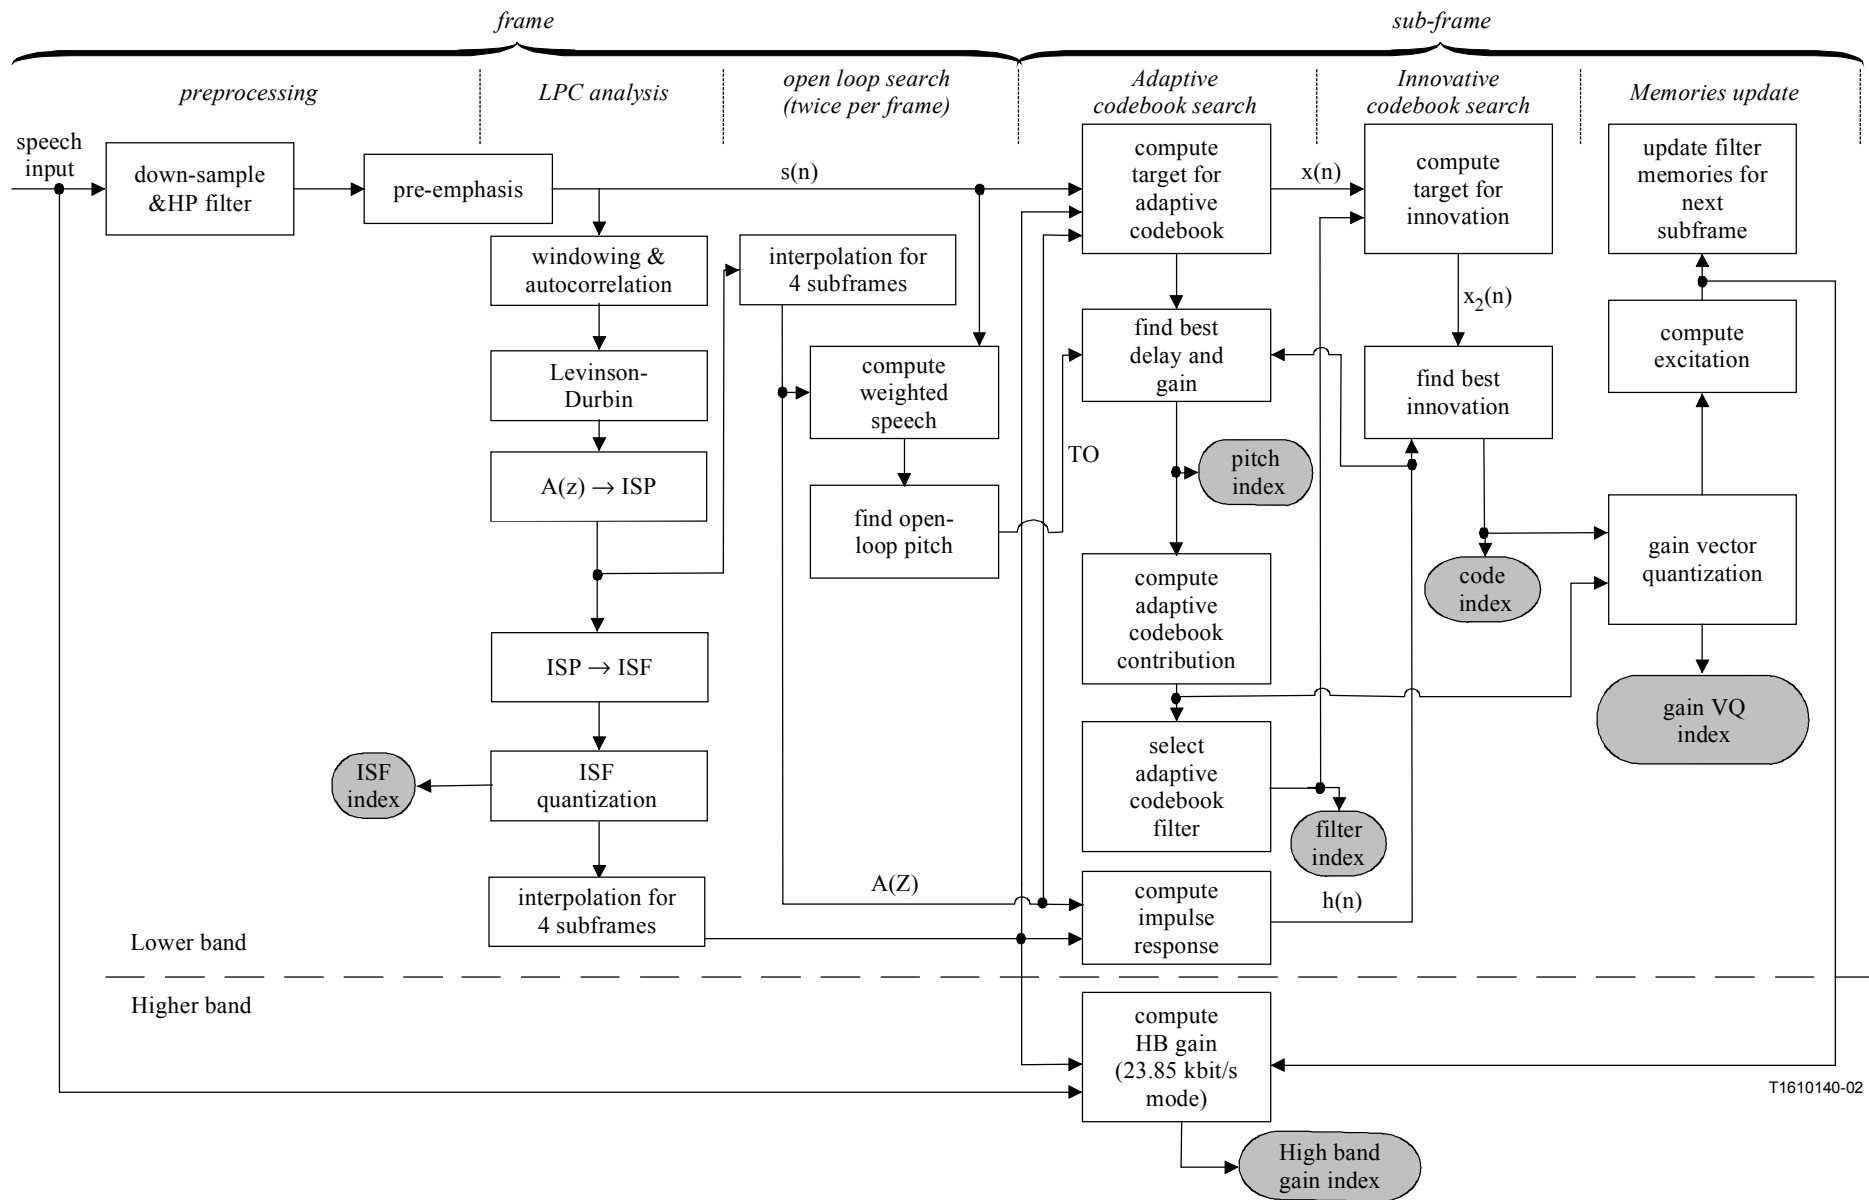 frame
sub-frame
preprocessing
LPC analysis
open loop search
(twice per frame)
Adaptive
codebook search
Innovative
codebook search
Memories update
speech
input
down-sample
&HP filter
pre-emphasis
s(n)
windowing &
autocorrelation
Levinson-
Durbin
A(z) → ISP
ISP → ISF
ISF
quantization
ISF
index
interpolation for
4 subframes
interpolation for
4 subframes
compute
weighted
speech
find open-
loop pitch
TO
A(Z)
compute
target for
adaptive
codebook
x(n)
find best
delay and
gain
pitch
index
compute
adaptive
codebook
contribution
select
adaptive
codebook
filter
filter
index
compute
impulse
response
h(n)
compute
target for
innovation
x2(n)
find best
innovation
code
index
update filter
memories for
next
subframe
compute
excitation
gain vector
quantization
gain VQ
index
Lower band
Higher band
compute
HB gain
(23.85 kbit/s
mode)
High band
gain index
T1610140-02